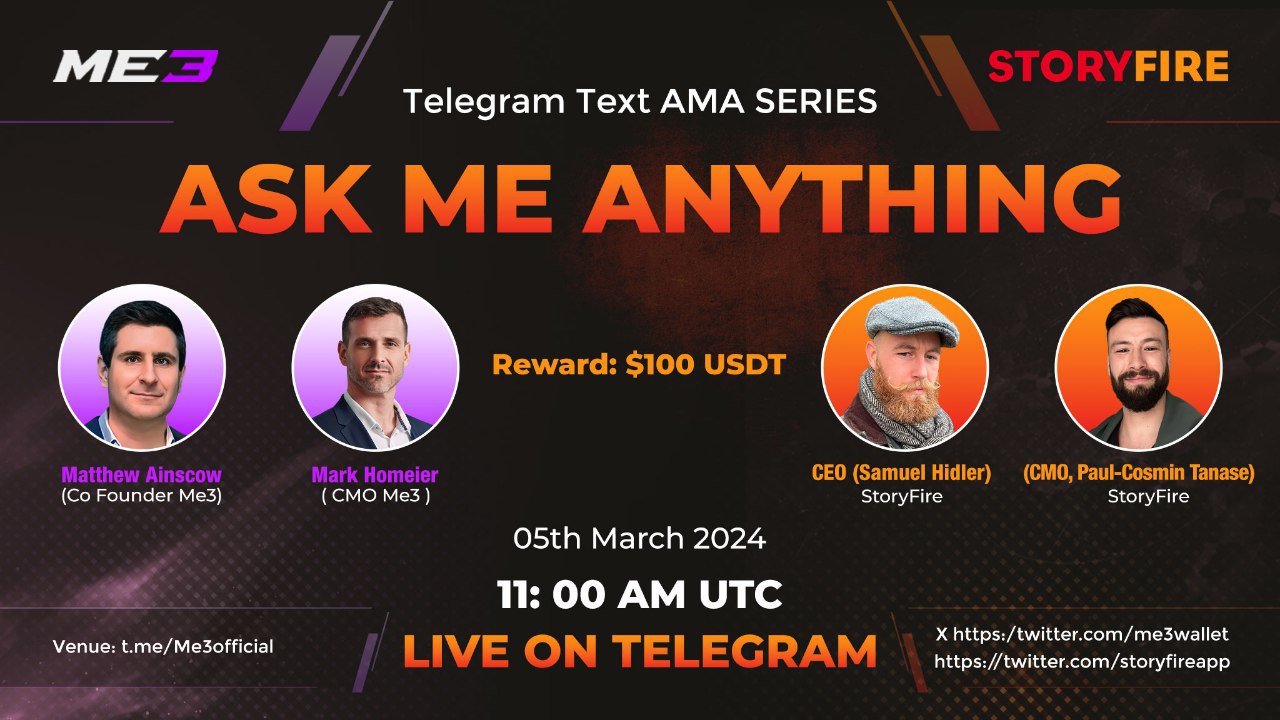 ME3
STORYFIRE
Telegram Text AMA SERIES
ASK ME ANYTHING
Reward: $100 USDT
Matthew Ainscow
(Co Founder Me3)
Mark Homeier
( CMO Me3 )
CEO (Samuel Hidler)
StoryFire
(CMO, Paul-Cosmin Tanase)
StoryFire
05th March 2024
11: 00 AM UTC
LIVE ON TELEGRAM
Venue: t.me/Me3official
X https:/twitter.com/me3wallet
https://twitter.com/storyfireapp